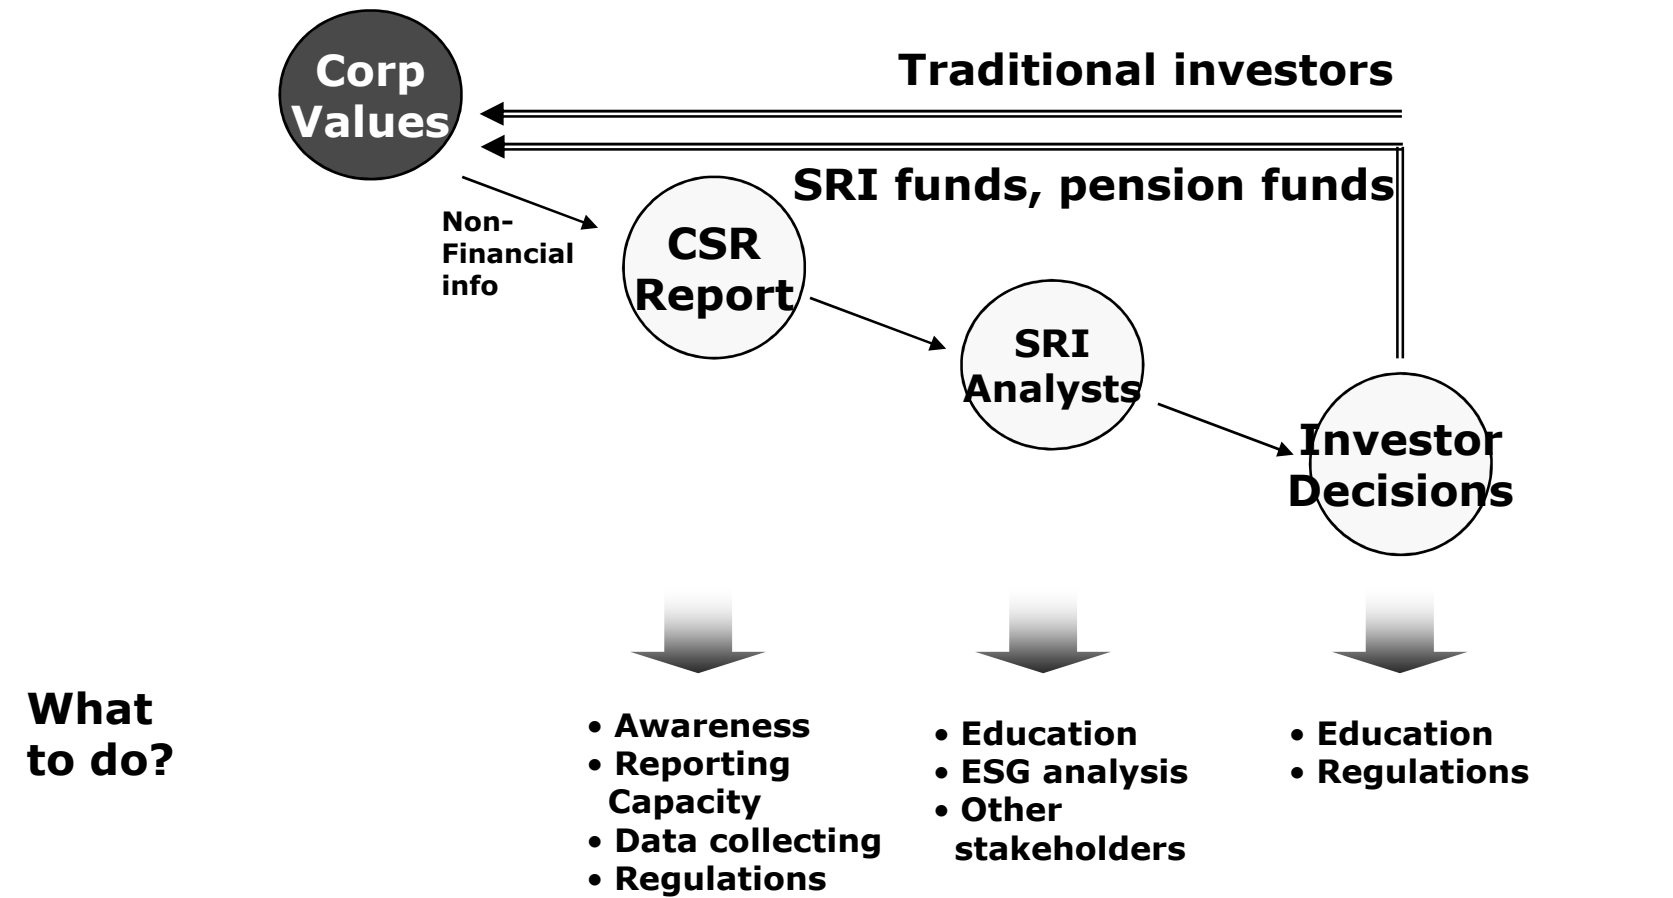 Corp
Values
Traditional investors
SRI funds, pension funds
Non-
Financial
info
CSR
Report
SRI
Analysts
Investor
Decisions
What
to do?
• Awareness
• Reporting
Capacity
• Data collecting
• Regulations
• Education
• ESG analysis
• Other
stakeholders
• Education
• Regulations